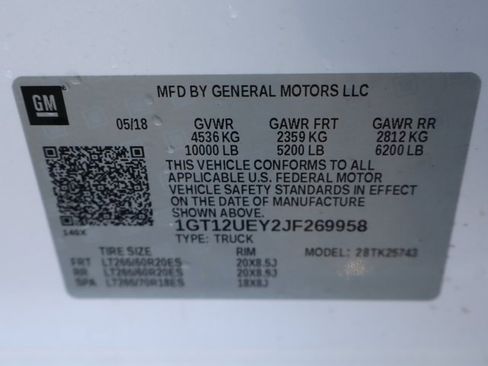 GM
MFD BY GENERAL MOTORS LLC
05/18 GVWR GAWR FRT GAWR RR
4536 KG 2359 KG 2812 KG
10000 LB 5200 LB 6200 LB
THIS VEHICLE CONFORMS TO ALL
APPLICABLE U.S. FEDERAL MOTOR
VEHICLE SAFETY STANDARDS IN EFFECT
ON THE DATE OF MANUFACTURE
SHOWN ABOVE.
1GT12UEY2JF269958
TYPE: TRUCK
TIRE SIZE RIM MODEL:
FRT LT265/60R20ES 20X8.5J
RR LT265/60R20ES
SPA LT265/70R18ES 18X8J